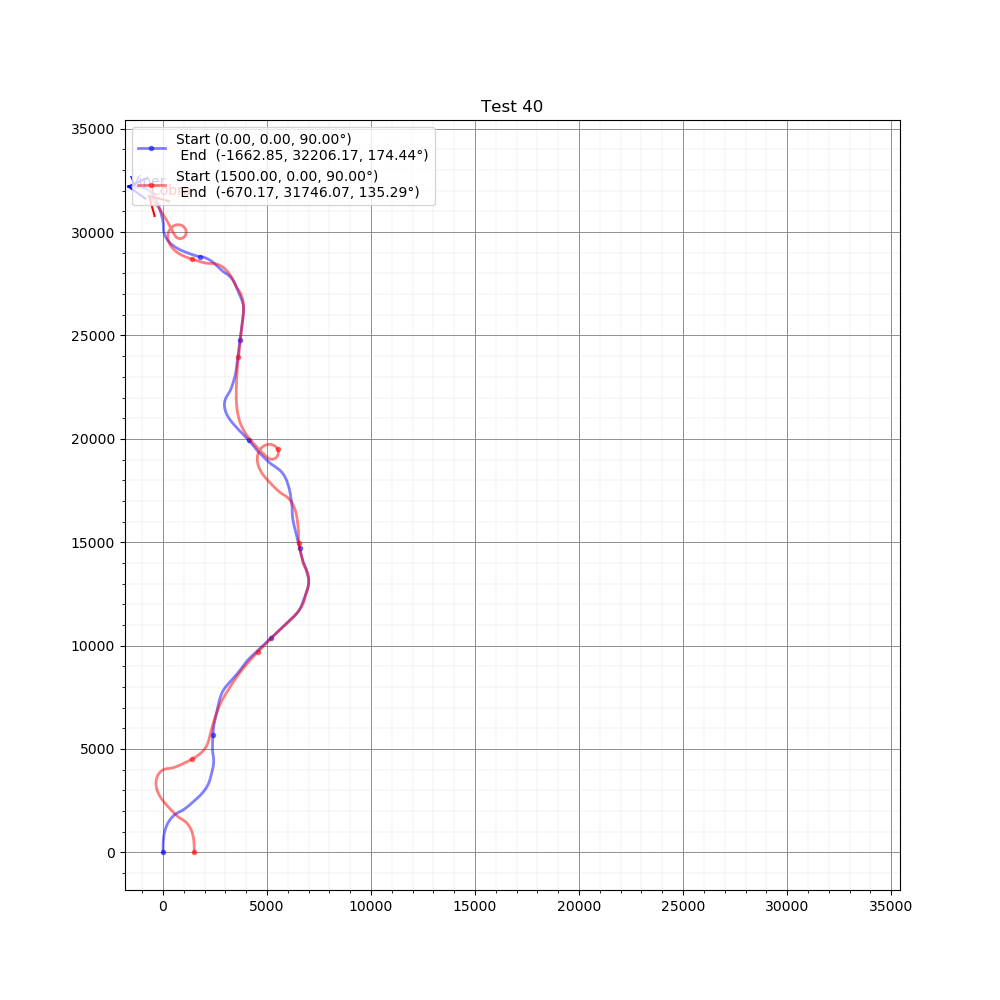 Test 40
35000
30000
25000
20000
15000
10000
5000
0
Start (0.00, 0.00, 90.00°)
End (-1662.85, 32206.17, 174.44°)
Start (1500.00, 0.00, 90.00°)
End (-670.17, 31746.07, 135.29°)
Viper
Cobra
0 5000 10000 15000 20000 25000 30000 35000